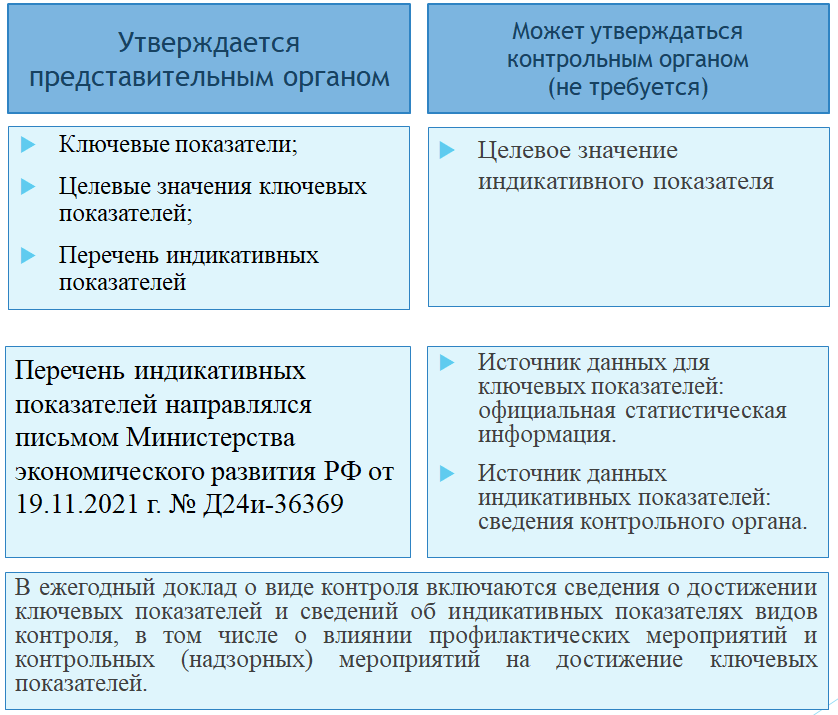 Утверждается
представительным органом
Может утверждаться
контрольным органом
(не требуется)
Ключевые показатели;
Целевые значения ключевых
показателей;
Перечень индикативных
показателей
Целевое значение
индикативного показателя
Перечень индикативных
показателей направлялся
письмом Министерства
экономического развития РФ от
19.11.2021 г. № Д24и-36369
Источник данных для
ключевых показателей:
официальная статистическая
информация.
Источник данных
индикативных показателей:
сведения контрольного органа.
В ежегодный доклад о виде контроля включаются сведения о достижении
ключевых показателей и сведений об индикативных показателях видов
контроля, в том числе о влиянии профилактических мероприятий и
контрольных (надзорных) мероприятий на достижение ключевых
показателей.